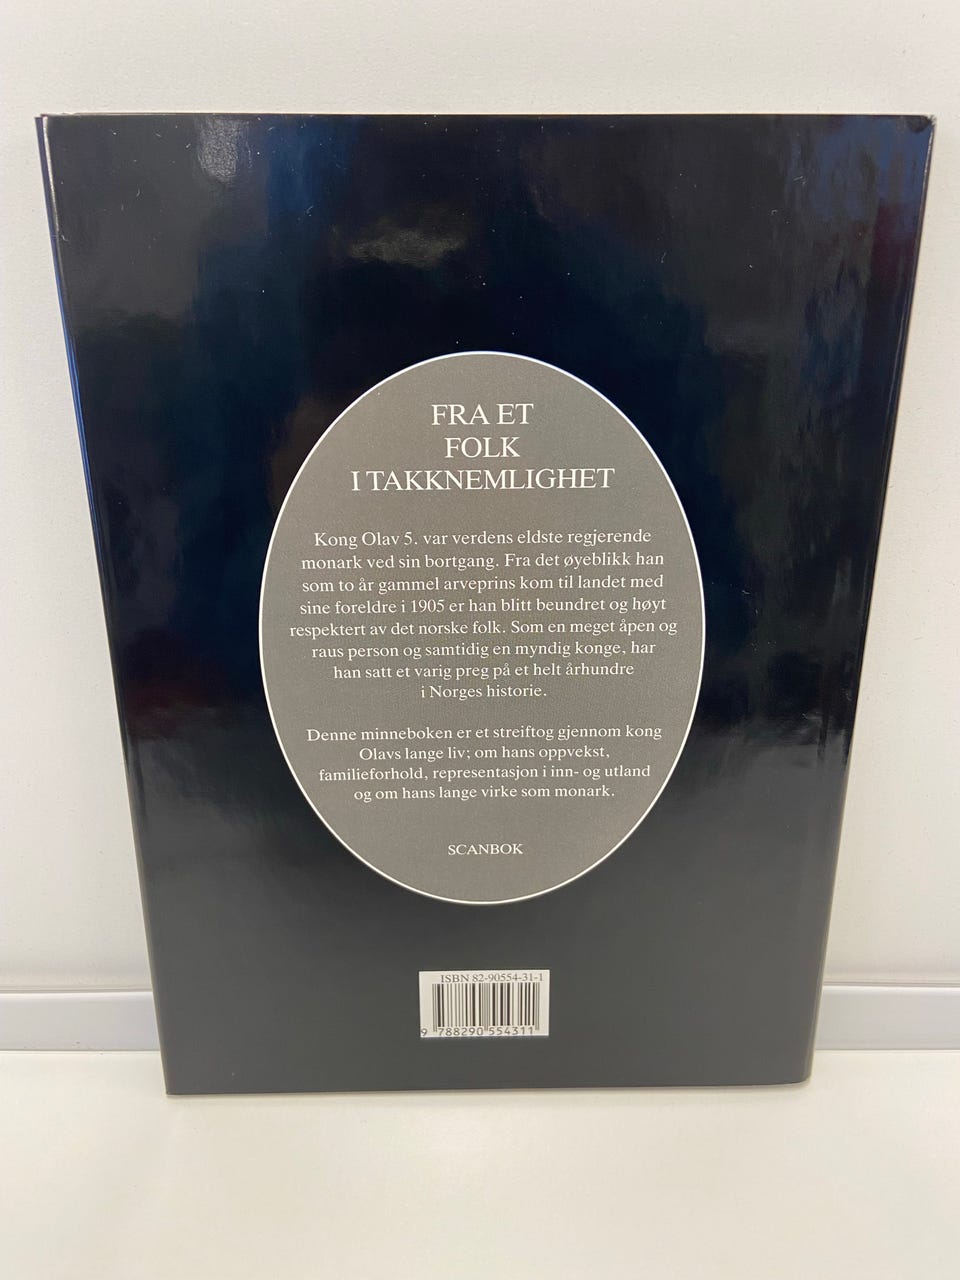 FRA ET
FOLK
I TAKKNEMLIGHET
Kong Olav 5. var verdens eldste regjerende
monark ved sin bortgang. Fra det øyeblikk han
som to år gammel arveprins kom til landet med
sine foreldre i 1905 er han blitt beundret og høyt
respektert av det norske folk. Som en meget åpen og
raus person og samtidig en myndig konge, har
han satt et varig preg på et helt århundre
i Norges historie.
Denne minneboken er et streiftog gjennom kong
Olavs lange liv; om hans oppvekst,
familieforhold, representasjon i inn- og utland
og om hans lange virke som monark.
SCANBOK
ISBN 82-90554-31-1
9 788290 554311